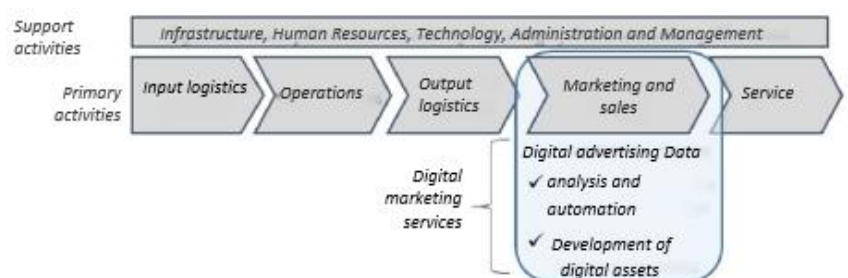 Support
activities
Infrastructure, Human Resources, Technology, Administration and Management
Primary
activities
Input logistics
Operations
Output
logistics
Marketing and
sales
Service
Digital
marketing
services
Digital advertising Data
✓ analysis and
automation
✓ Development of
digital assets